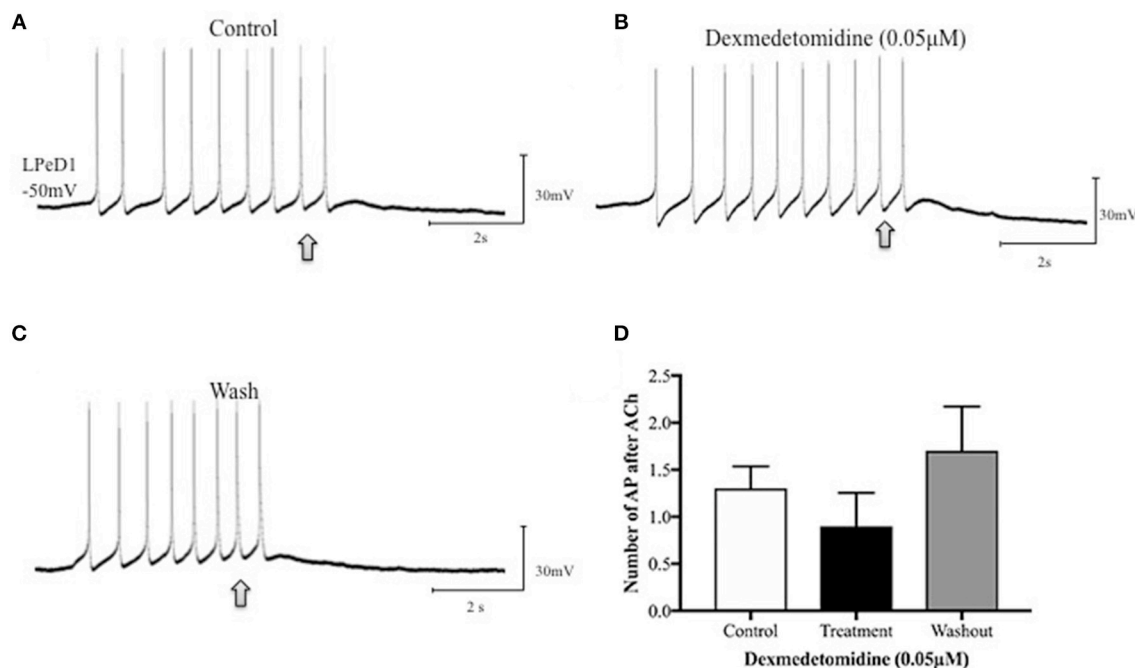 A
Control
LPeD1
-50mV
30mV
2s
B
Dexmedetomidine (0.05μM)
30mV
2s
C
Wash
30mV
2 s
D
Number of AP after ACh
2.5
2.0
1.5
1.0
0.5
0.0
Control
Treatment
Washout
Dexmedetomidine (0.05μM)